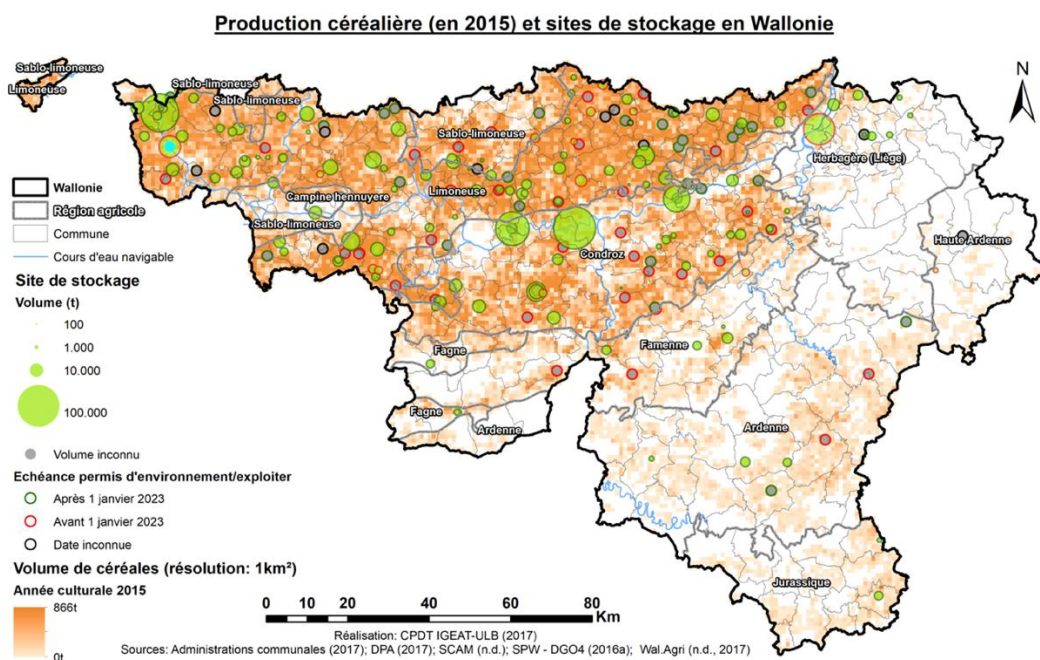 Production céréalière (en 2015) et sites de stockage en Wallonie
Sablo-limoneuse
Limoneuse
Sablo-limoneuse
Sablo-limoneuse
Sablo-limoneuse
N
Herbagère (Liège)
Limoneuse
Campine hennuyere
Sablo-limoneuse
Condroz
Haute Ardenne
Fagne
Famenne
Fagne
Ardenne
Ardenne
Jurassique
Wallonie
Région agricole
Commune
Cours d'eau navigable
Site de stockage
Volume (t)
100
1.000
10.000
100.000
Volume inconnu
Echéance permis d'environnement/exploiter
Après 1 janvier 2023
Avant 1 janvier 2023
Date inconnue
Volume de céréales (résolution: 1km²)
Année culturale 2015
866t
0t
0 10 20 40 60 80
Km
Réalisation: CPDT IGEAT-ULB (2017)
Sources: Administrations communales (2017); DPA (2017); SCAM (n.d.); SPW - DGO4 (2016a); Wal.Agri (n.d., 2017)